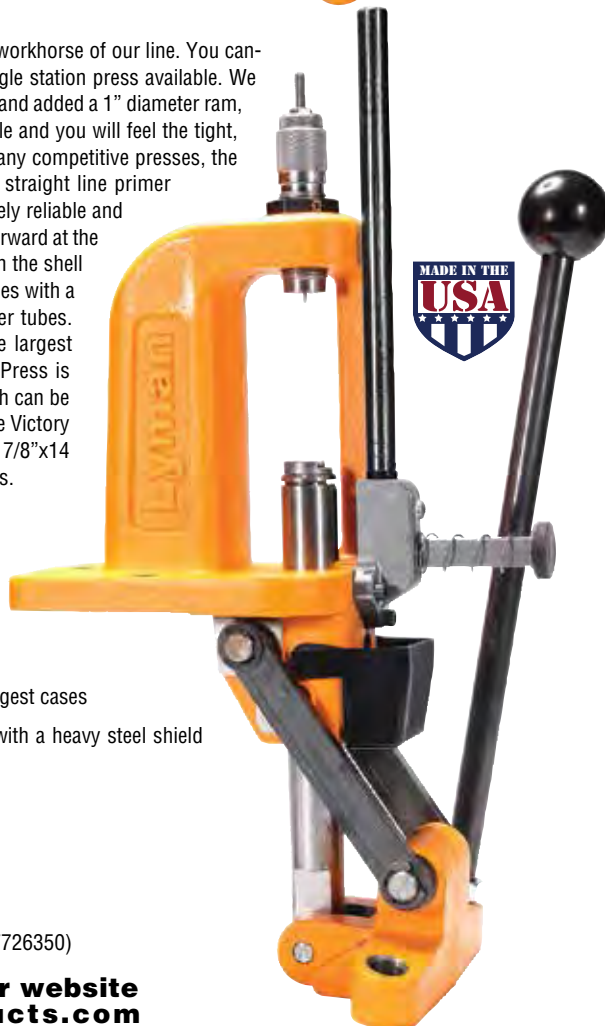 workhorse of our line. You can-
gle station press available. We
and added a 1” diameter ram,
le and you will feel the tight,
any competitive presses, the
straight line primer
ely reliable and
rward at the
n the shell
es with a
er tubes.
e largest
Press is
h can be
e Victory
7/8”x14
s.
Lyman
MADE IN THE
USA
gest cases
with a heavy steel shield
726350)
r website
ucts.com